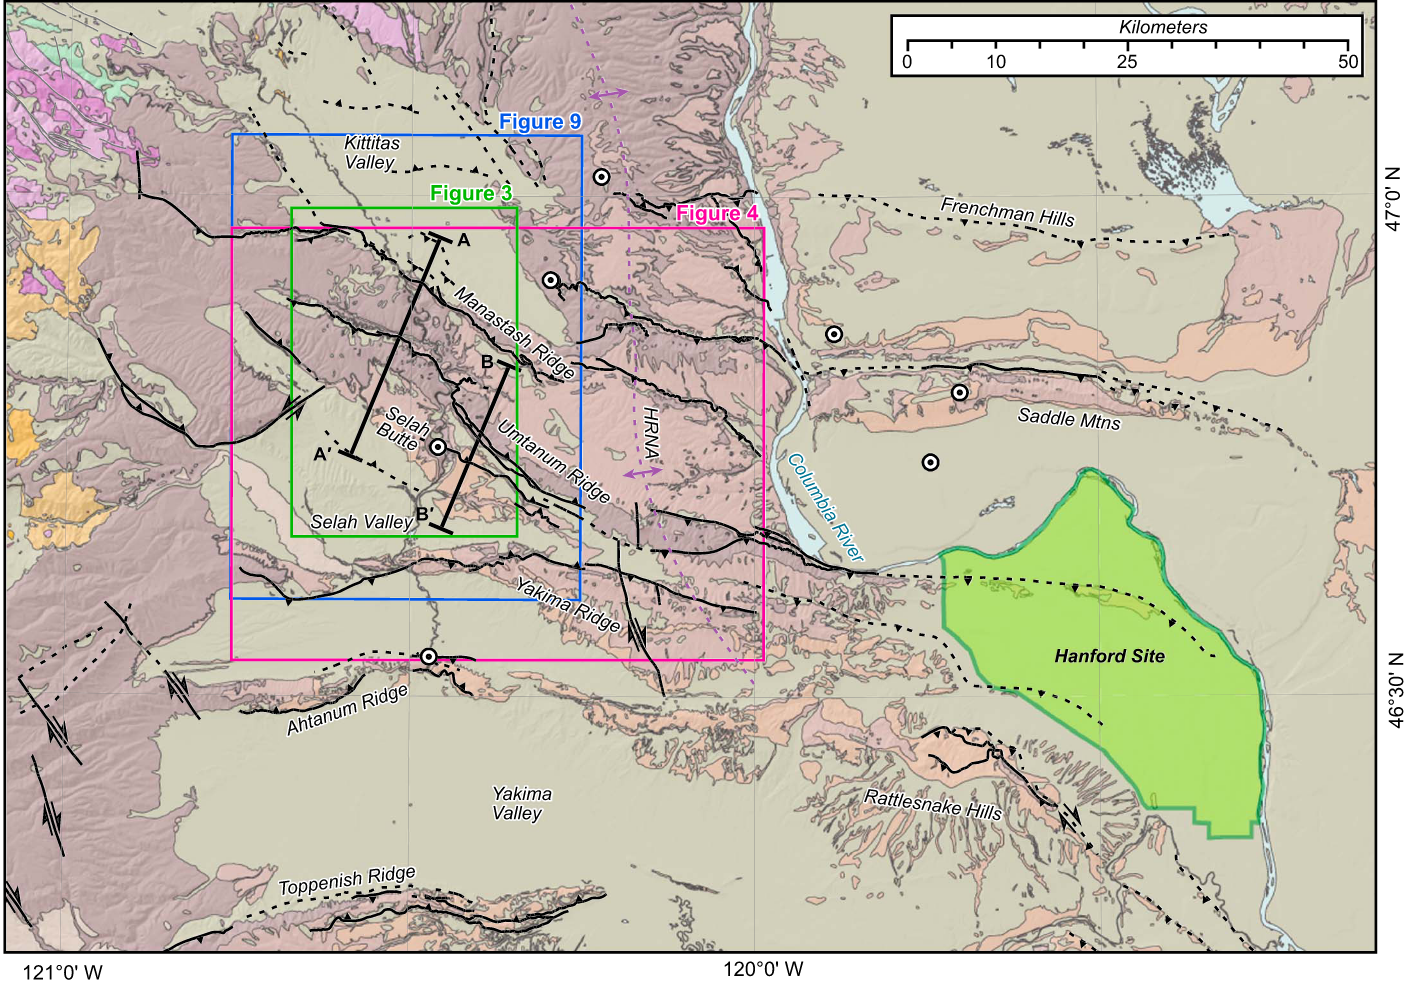 Kilometers
0 10 25 50
Figure 9
Kittitas
Valley
Figure 3
Figure 4
47°0' N
Frenchman Hills
A
Manastash Ridge
B
HRNA
Saddle Mtns
Selah
Butte
Umtanum Ridge
A'
Columbia River
Selah Valley
B'
Yakima Ridge
Hanford Site
46°30' N
Ahtanum Ridge
Yakima
Valley
Rattlesnake Hills
Toppenish Ridge
121°0' W
120°0' W